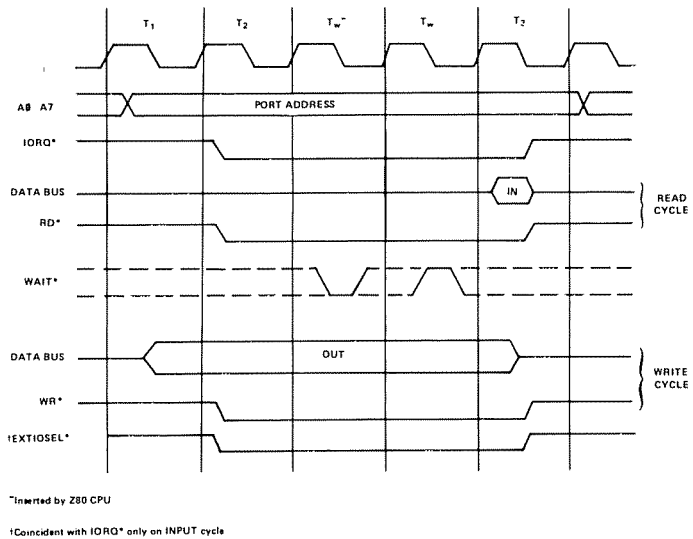 T1 T2 Tw* Tw T3
A0 A7
PORT ADDRESS
IORQ*
DATA BUS
IN
READ
CYCLE
RD*
WAIT*
DATA BUS
OUT
WRITE
CYCLE
WR*
†EXTIOSEL*
*Inserted by Z80 CPU
†Coincident with IORQ* only on INPUT cycle